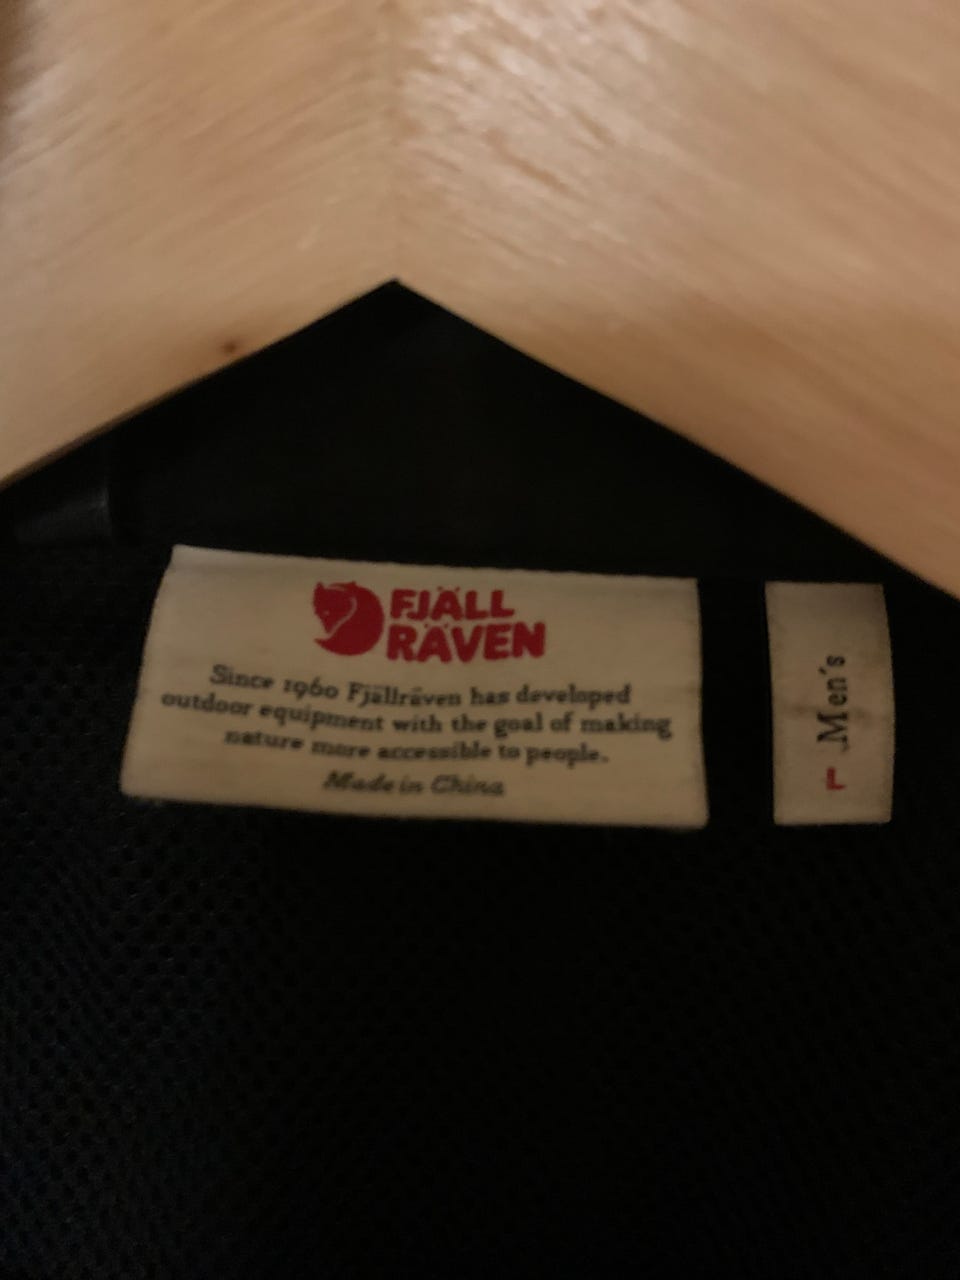 FJÄLL
RÄVEN
Since 1960 Fjällräven has developed
outdoor equipment with the goal of making
nature more accessible to people.
Made in China
Men's
L